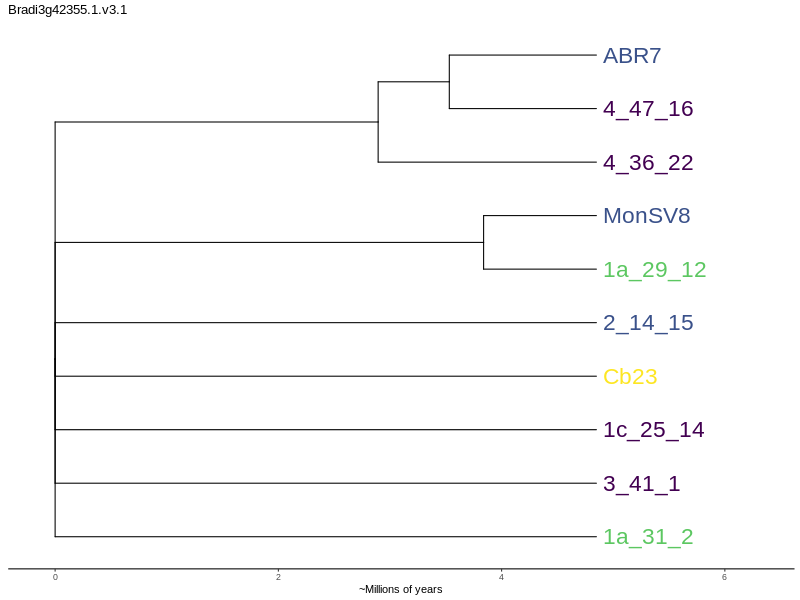 Bradi3g42355.1.v3.1
ABR7
4_47_16
4_36_22
MonSV8
1a_29_12
2_14_15
Cb23
1c_25_14
3_41_1
1a_31_2
0 2 4 6
~Millions of years